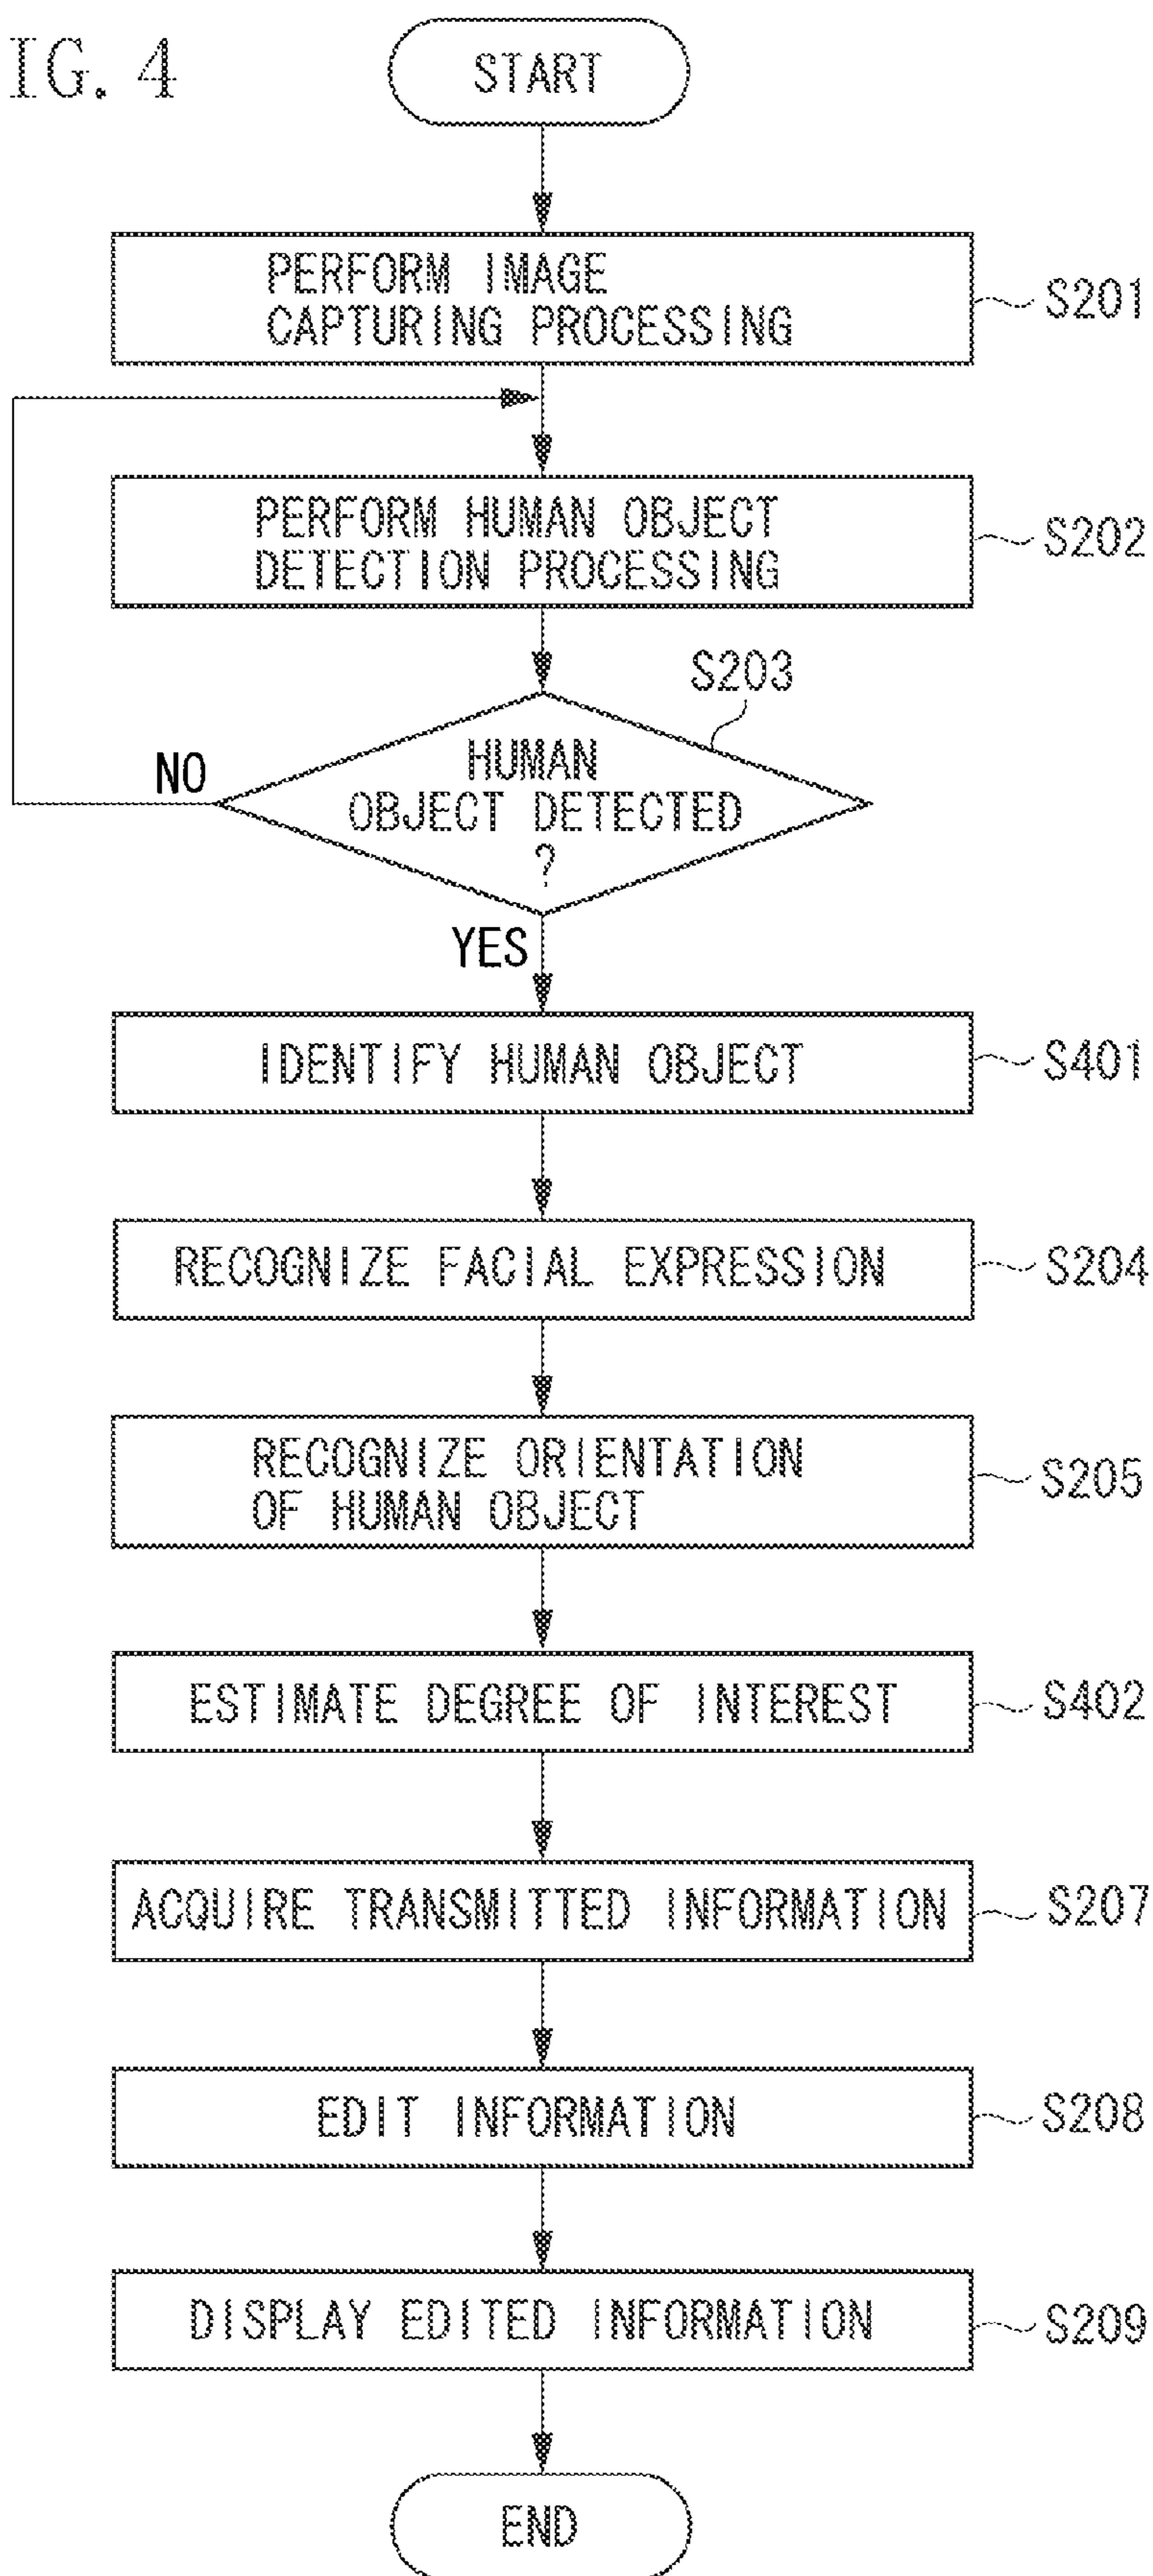 IG. 4
START
PERFORM IMAGE
CAPTURING PROCESSING
S201
PERFORM HUMAN OBJECT
DETECTION PROCESSING
S202
S203
HUMAN
OBJECT DETECTED
?
NO
YES
IDENTIFY HUMAN OBJECT
S401
RECOGNIZE FACIAL EXPRESSION
S204
RECOGNIZE ORIENTATION
OF HUMAN OBJECT
S205
ESTIMATE DEGREE OF INTEREST
S402
ACQUIRE TRANSMITTED INFORMATION
S207
EDIT INFORMATION
S208
DISPLAY EDITED INFORMATION
S209
END